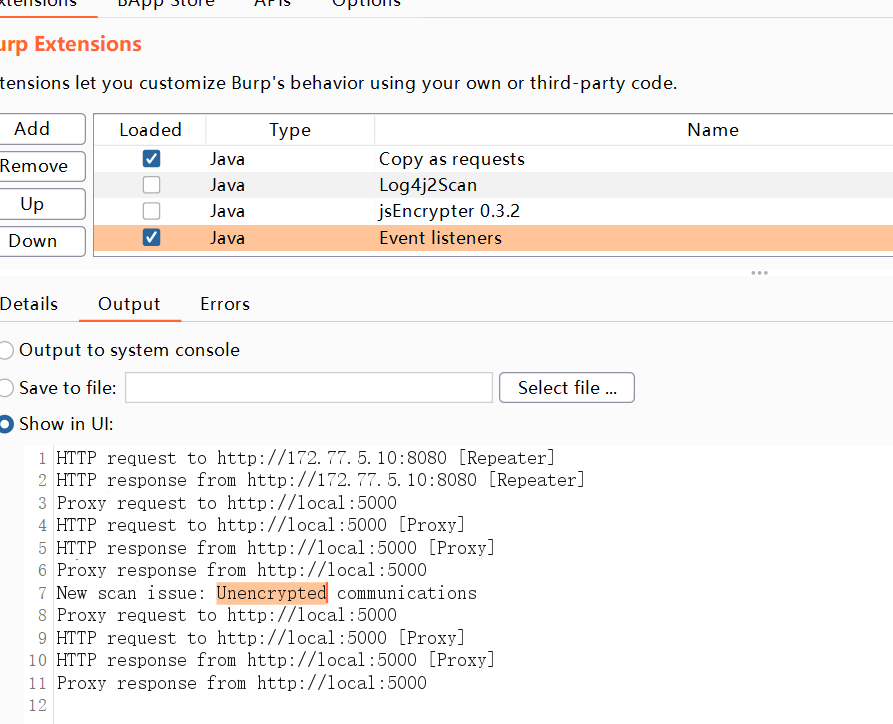 xtensions BApp Store APIs Options
urp Extensions
tensions let you customize Burp's behavior using your own or third-party code.
Add Loaded Type Name
Java Copy as requests
Remove
Java Log4j2Scan
Up Java jsEncrypter 0.3.2
Down Java Event listeners
Details Output Errors
Output to system console
Save to file: Select file ...
Show in UI:
1 HTTP request to http://172.77.5.10:8080 [Repeater]
2 HTTP response from http://172.77.5.10:8080 [Repeater]
3 Proxy request to http://local:5000
4 HTTP request to http://local:5000 [Proxy]
5 HTTP response from http://local:5000 [Proxy]
6 Proxy response from http://local:5000
7 New scan issue: Unencrypted communications
8 Proxy request to http://local:5000
9 HTTP request to http://local:5000 [Proxy]
10 HTTP response from http://local:5000 [Proxy]
11 Proxy response from http://local:5000
12